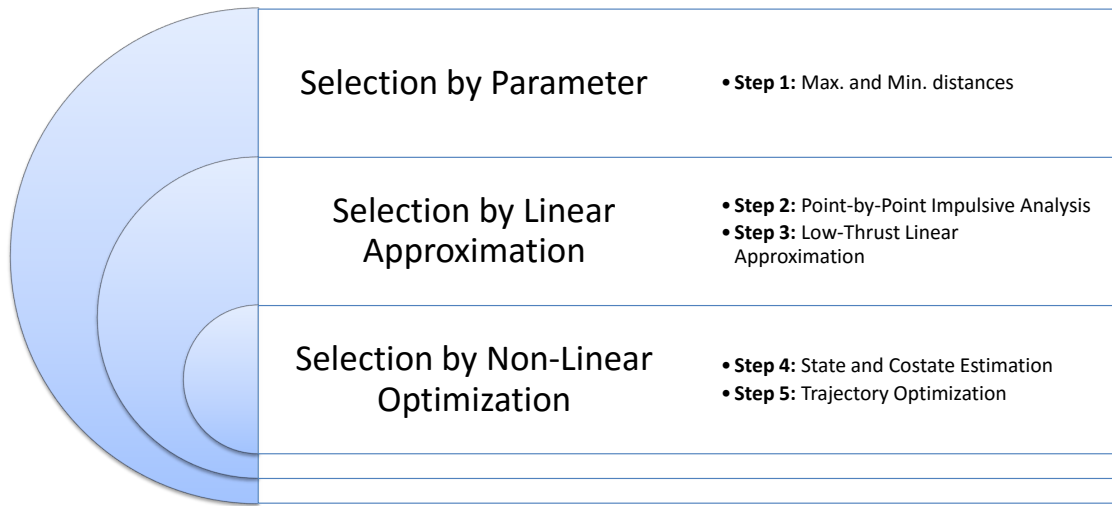 Selection by Parameter
• Step 1: Max. and Min. distances
Selection by Linear
Approximation
• Step 2: Point-by-Point Impulsive Analysis
• Step 3: Low-Thrust Linear
Approximation
Selection by Non-Linear
Optimization
• Step 4: State and Costate Estimation
• Step 5: Trajectory Optimization